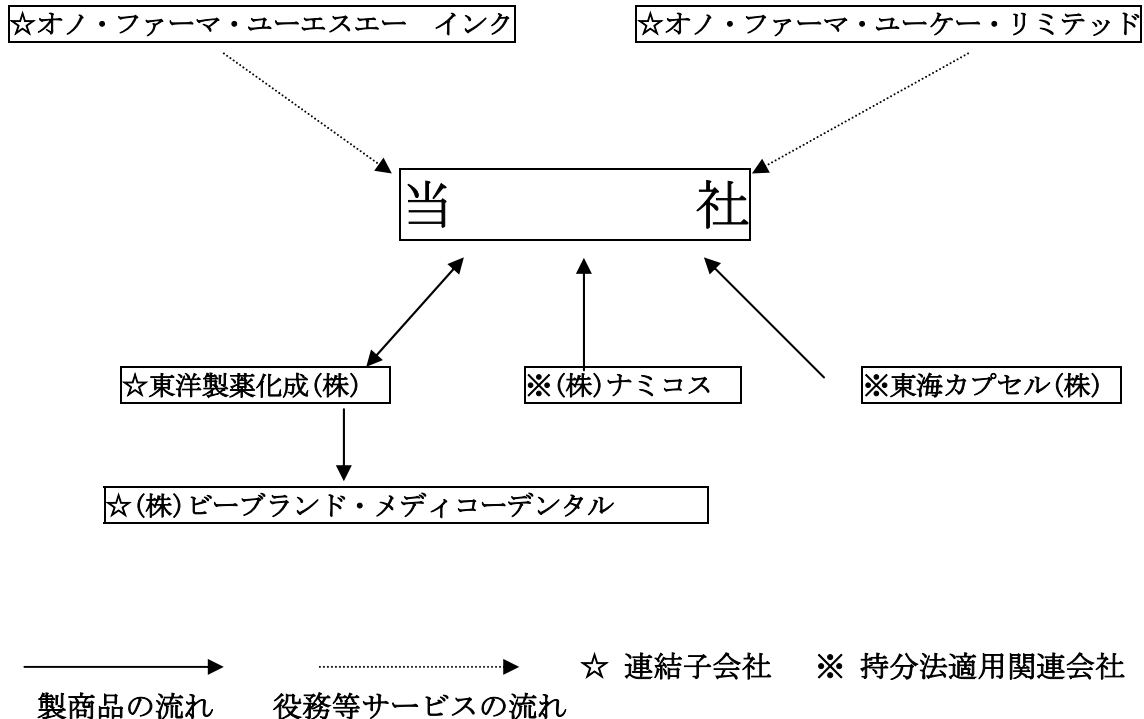 ☆オノ・ファーマ・ユーエスエー　インク
☆オノ・ファーマ・ユーケー・リミテッド
当　　　　　社
☆東洋製薬化成(株)
※(株)ナミコス
※東海カプセル(株)
☆(株)ビーブランド・メディコーデンタル
☆ 連結子会社
※ 持分法適用関連会社
製商品の流れ
役務等サービスの流れ